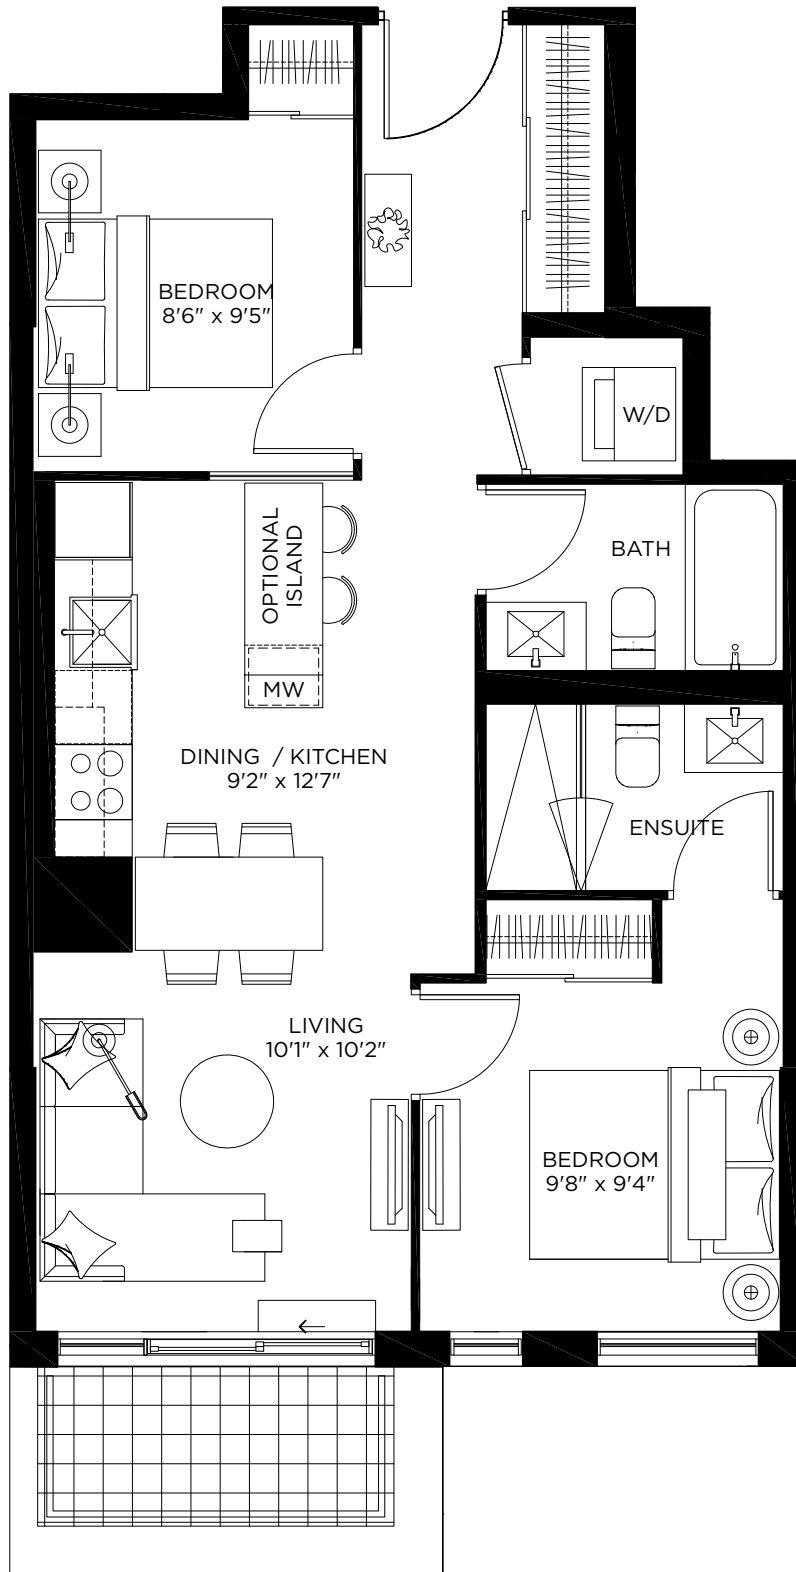 BEDROOM
8'6" x 9'5"
W/D
OPTIONAL
ISLAND
BATH
MW
DINING / KITCHEN
9'2" x 12'7"
ENSUITE
LIVING
10'1" x 10'2"
BEDROOM
9'8" x 9'4"